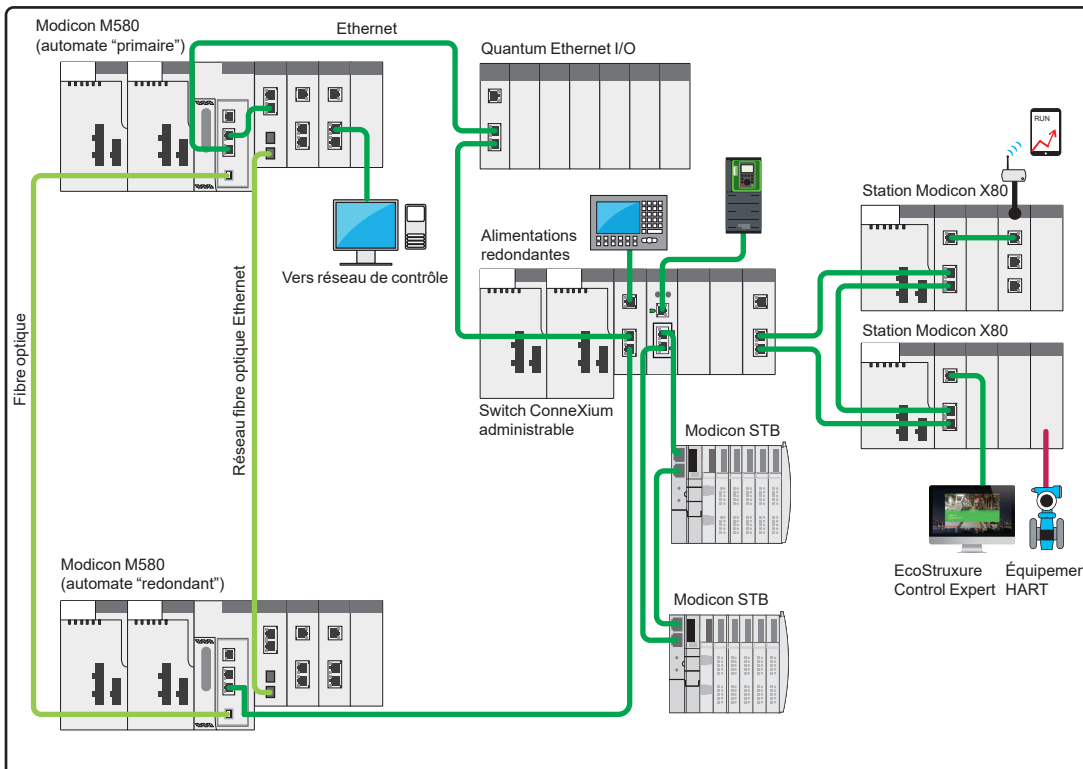 Modicon M580
(automate “primaire”)
Ethernet
Quantum Ethernet I/O
RUN
Station Modicon X80
Alimentations
redondantes
Vers réseau de contrôle
Fibre optique
Réseau fibre optique Ethernet
Station Modicon X80
Switch ConneXium
administrable
Modicon STB
EcoStruxure
Control Expert
Équipement
HART
Modicon M580
(automate “redondant”)
Modicon STB